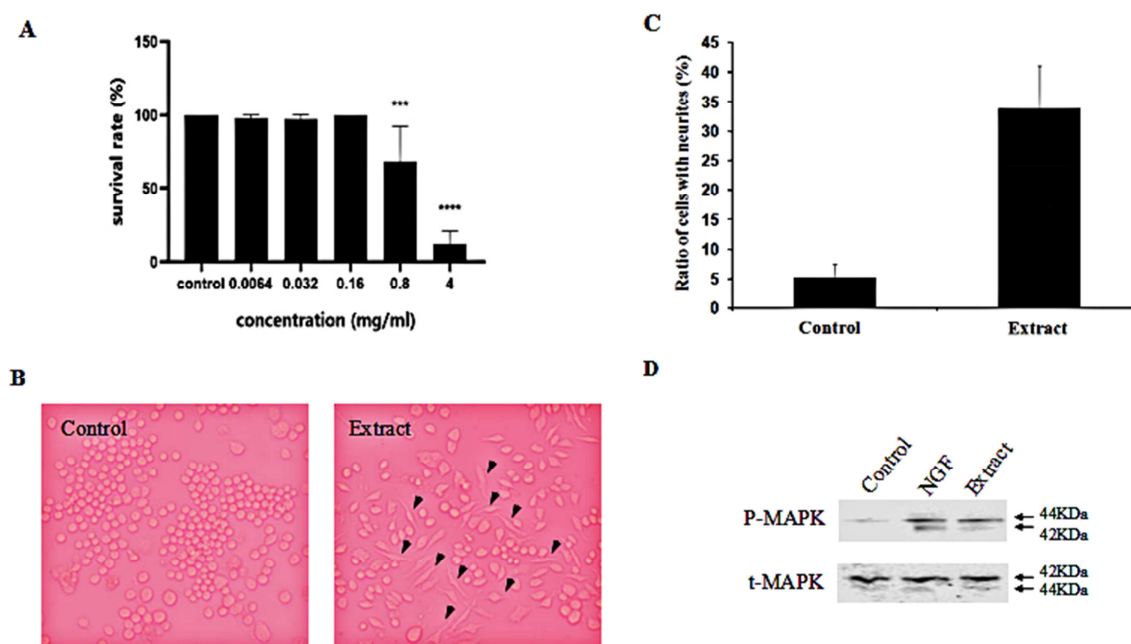 A
150
100
50
0
survival rate (%)
***
****
control 0.0064 0.032 0.16 0.8 4
concentration (mg/ml)
B
Control
Extract
C
45
40
35
30
25
20
15
10
5
0
Ratio of cells with neurites (%)
Control Extract
D
Control NGF Extract
P-MAPK 44KDa
42KDa
t-MAPK 42KDa
44KDa